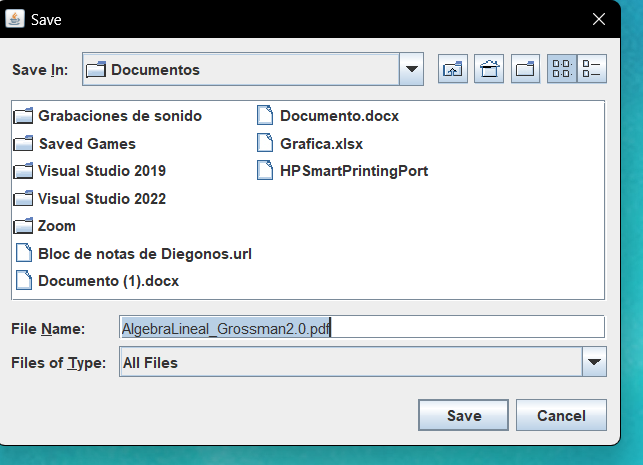 Save
Save In:
Documentos
Grabaciones de sonido
Saved Games
Visual Studio 2019
Visual Studio 2022
Zoom
Bloc de notas de Diegonos.url
Documento (1).docx
Documento.docx
Grafica.xlsx
HPSmartPrintingPort
File Name:
AlgebraLineal_Grossman2.0.pdf
Files of Type:
All Files
Save
Cancel